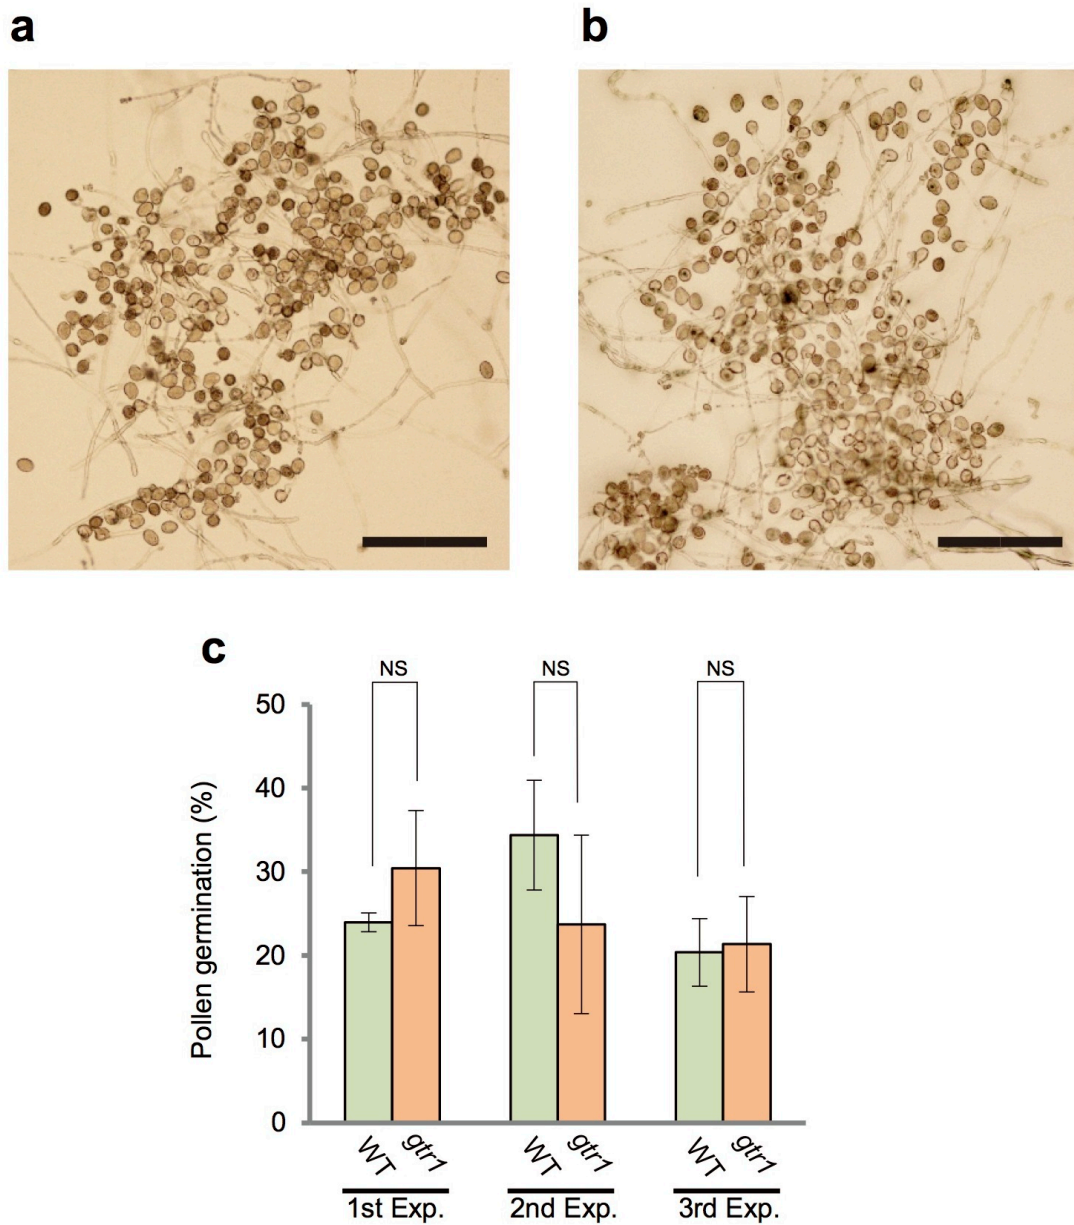 a
b
c
NS
NS
NS
50
40
30
20
10
0
Pollen germination (%)
WT
gtr1
WT
gtr1
WT
gtr1
1st Exp.
2nd Exp.
3rd Exp.